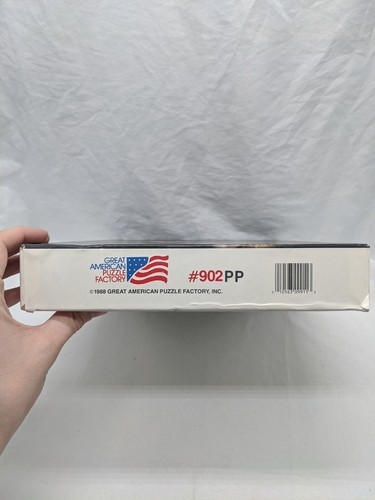 GREAT
AMERICAN
PUZZLE
FACTORY
#902PP
©1988 GREAT AMERICAN PUZZLE FACTORY, INC.